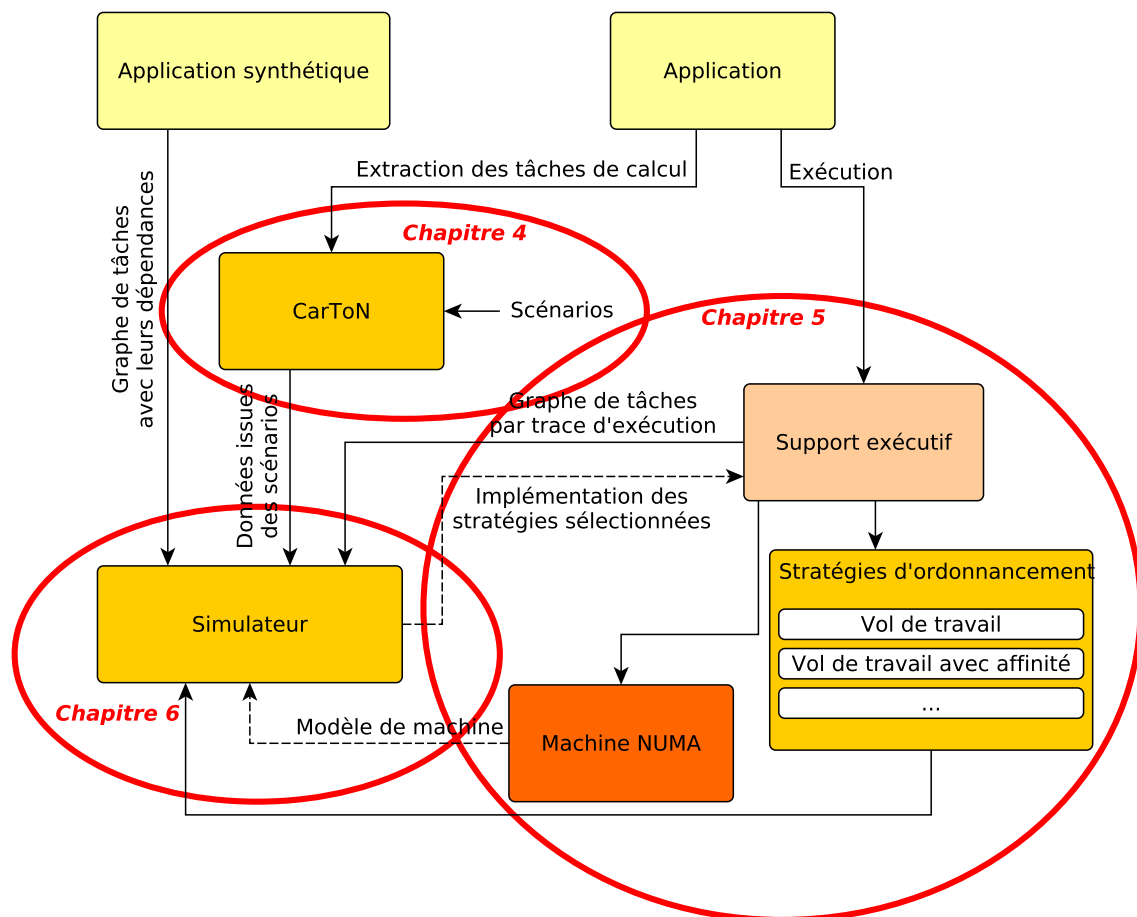 Application synthétique
Application
Extraction des tâches de calcul
Exécution
Graphe de tâches
avec leurs dépendances
Chapitre 4
CarToN
Scénarios
Chapitre 5
Données issues
des scénarios
Graphe de tâches
par trace d'exécution
Support exécutif
Implémentation des
stratégies sélectionnées
Stratégies d'ordonnancement
Vol de travail
Vol de travail avec affinité
...
Simulateur
Chapitre 6
Modèle de machine
Machine NUMA